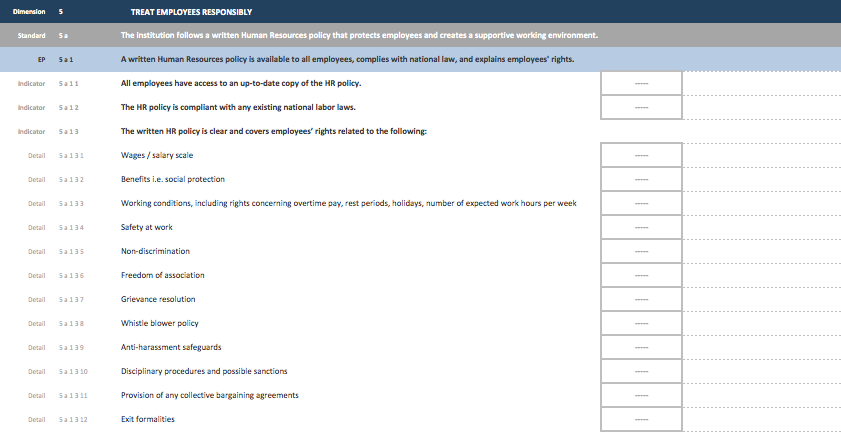 Dimension 5 TREAT EMPLOYEES RESPONSIBLY
Standard 5 a The institution follows a written Human Resources policy that protects employees and creates a supportive working environment.
EP 5 a 1 A written Human Resources policy is available to all employees, complies with national law, and explains employees' rights.
Indicator 5 a 1 1 All employees have access to an up-to-date copy of the HR policy. ----
Indicator 5 a 1 2 The HR policy is compliant with any existing national labor laws. ----
Indicator 5 a 1 3 The written HR policy is clear and covers employees' rights related to the following:
Detail 5 a 1 3 1 Wages / salary scale ----
Detail 5 a 1 3 2 Benefits i.e. social protection ----
Detail 5 a 1 3 3 Working conditions, including rights concerning overtime pay, rest periods, holidays, number of expected work hours per week ----
Detail 5 a 1 3 4 Safety at work ----
Detail 5 a 1 3 5 Non-discrimination ----
Detail 5 a 1 3 6 Freedom of association ----
Detail 5 a 1 3 7 Grievance resolution ----
Detail 5 a 1 3 8 Whistle blower policy ----
Detail 5 a 1 3 9 Anti-harassment safeguards ----
Detail 5 a 1 3 10 Disciplinary procedures and possible sanctions ----
Detail 5 a 1 3 11 Provision of any collective bargaining agreements ----
Detail 5 a 1 3 12 Exit formalities ----